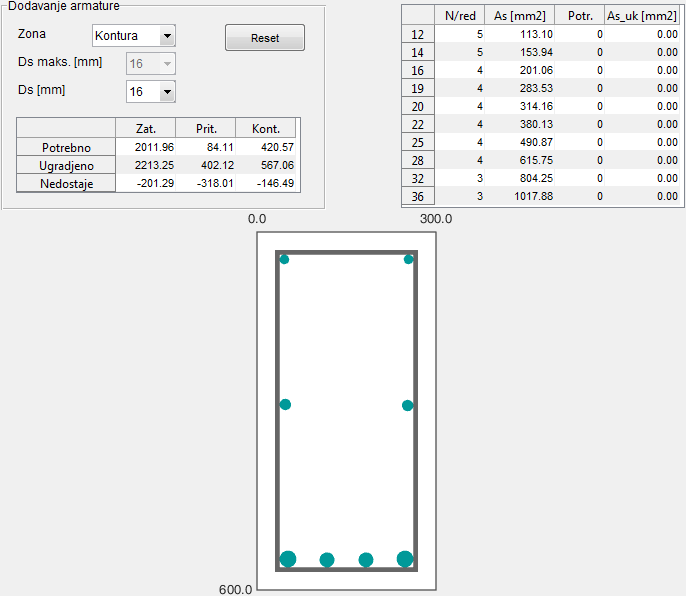 Dodavanje armature
Zona Kontura Reset
Ds maks. [mm] 16
Ds [mm] 16
Zat. Prit. Kont.
Potrebno 2011.96 84.11 420.57
Ugradjeno 2213.25 402.12 567.06
Nedostaje -201.29 -318.01 -146.49
N/red As [mm2] Potr. As_uk [mm2]
12 5 113.10 0 0.00
14 5 153.94 0 0.00
16 4 201.06 0 0.00
19 4 283.53 0 0.00
20 4 314.16 0 0.00
22 4 380.13 0 0.00
25 4 490.87 0 0.00
28 4 615.75 0 0.00
32 3 804.25 0 0.00
36 3 1017.88 0 0.00
0.0 300.0
600.0